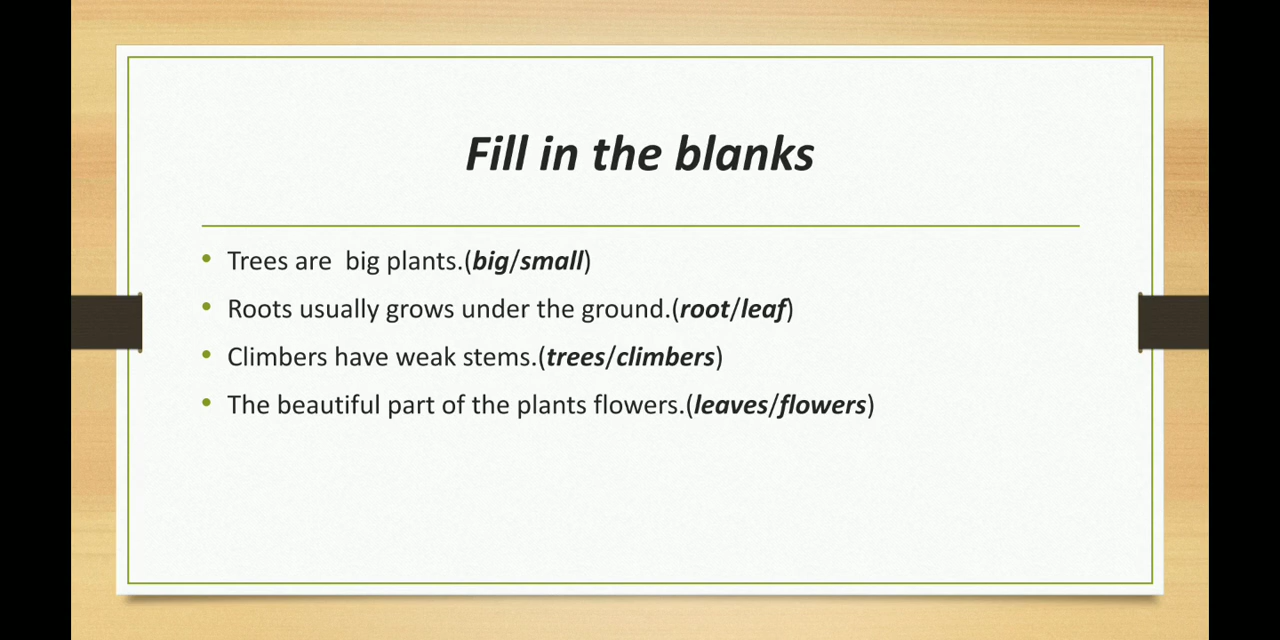 Fill in the blanks
Trees are  big plants.(big/small)
Roots usually grows under the ground.(root/leaf)
Climbers have weak stems.(trees/climbers)
The beautiful part of the plants flowers.(leaves/flowers)